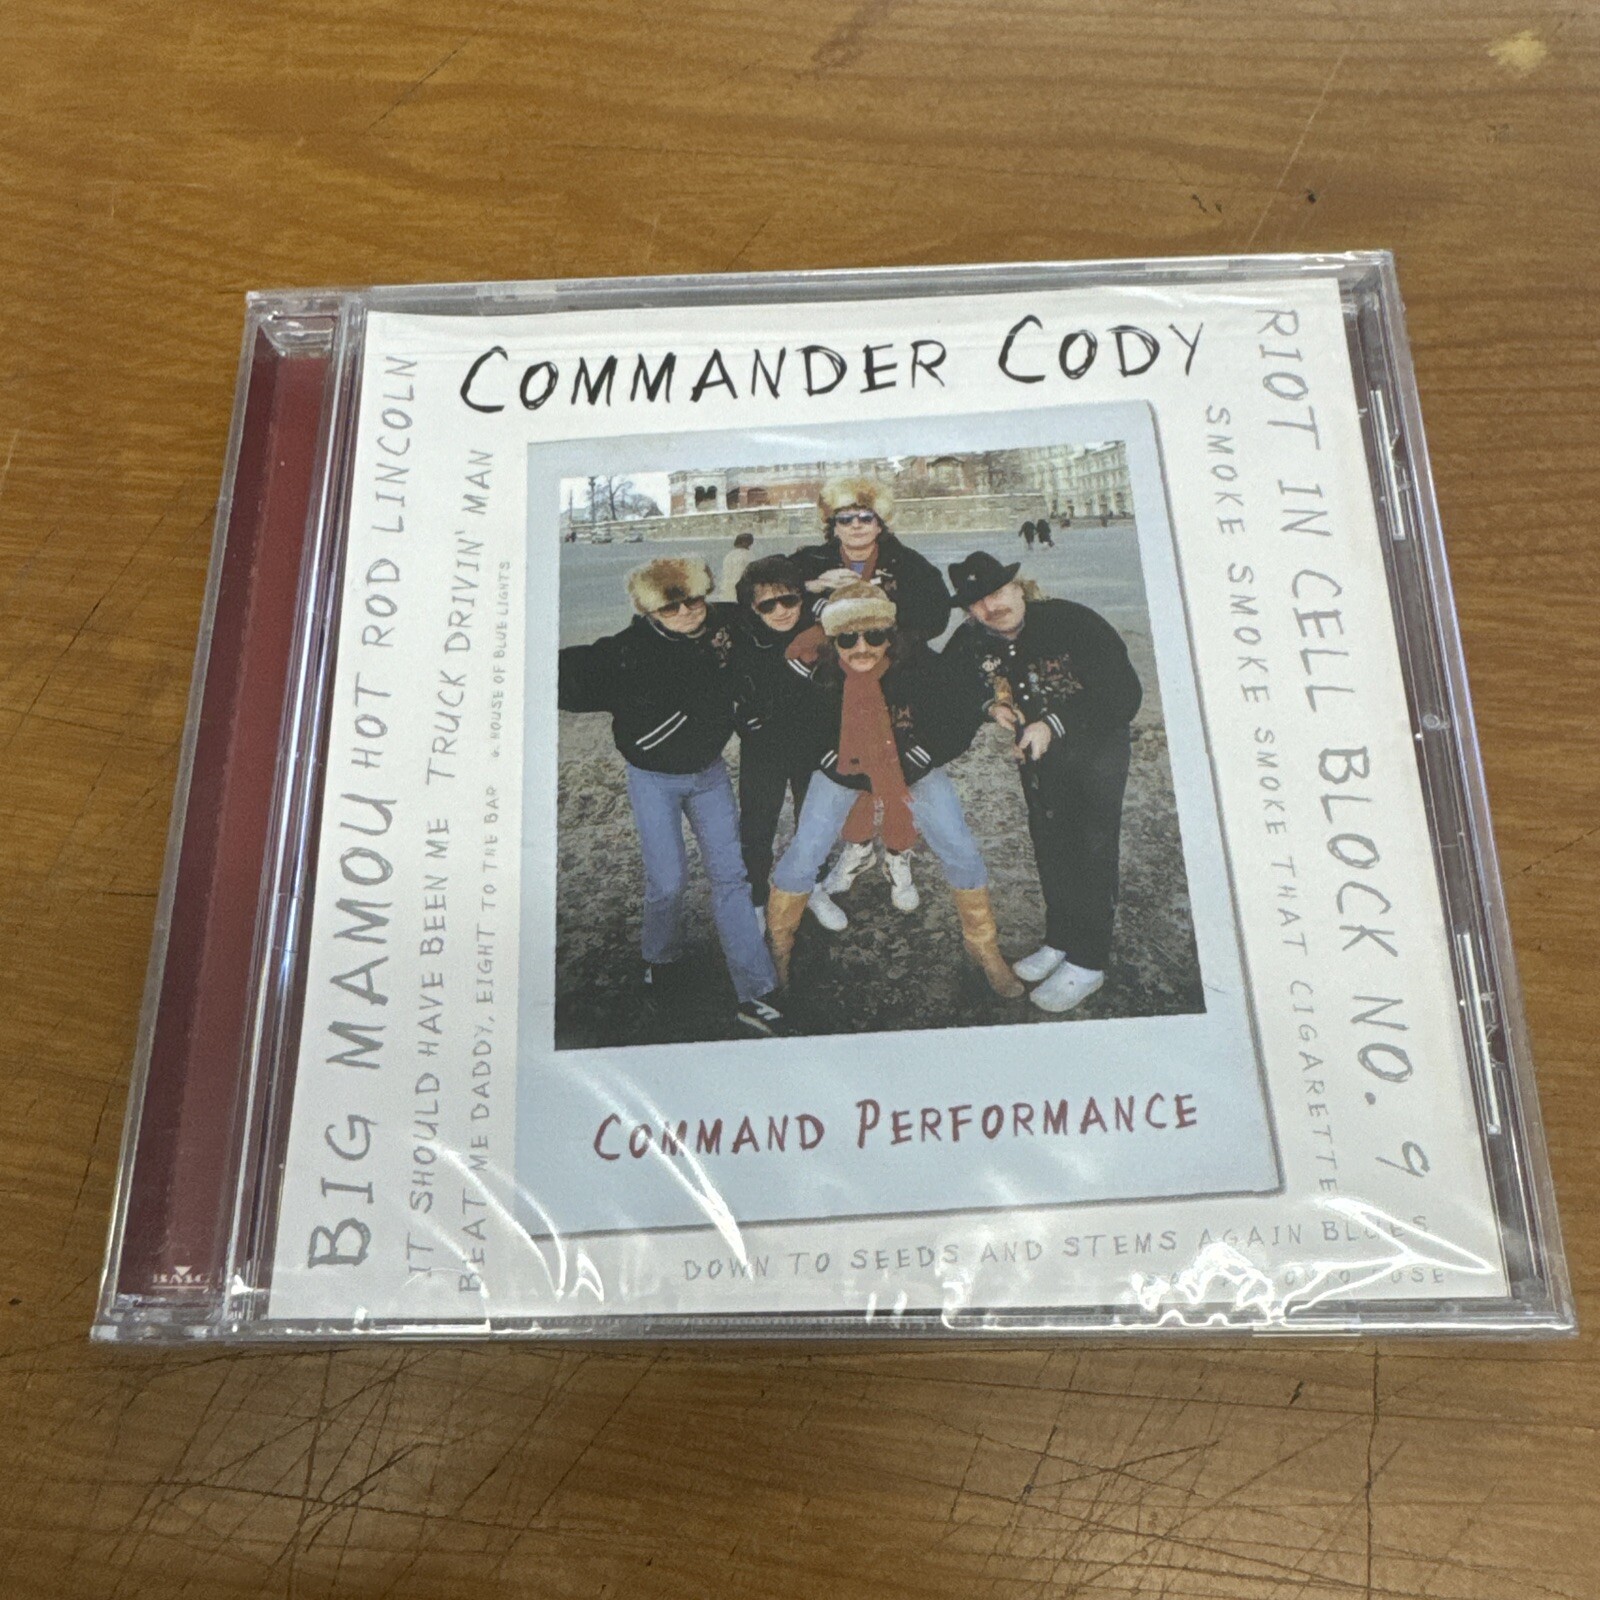 COMMANDER CODY
BIG MAMOU HOT ROD LINCOLN
IT SHOULD HAVE BEEN ME TRUCK DRIVIN' MAN
BEAT ME DADDY, EIGHT TO THE BAR HOUSE OF BLUE LIGHTS
RIOT IN CELL BLOCK NO. 9
SMOKE SMOKE SMOKE THAT CIGARETTE
COMMAND PERFORMANCE
DOWN TO SEEDS AND STEMS AGAIN BLUES
ROSE
BMG